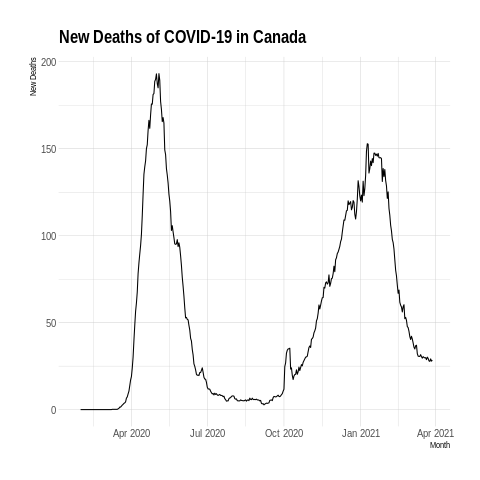 New Deaths of COVID-19 in Canada
New Deaths
200
150
100
50
0
Apr 2020
Jul 2020
Oct 2020
Jan 2021
Apr 2021
Month